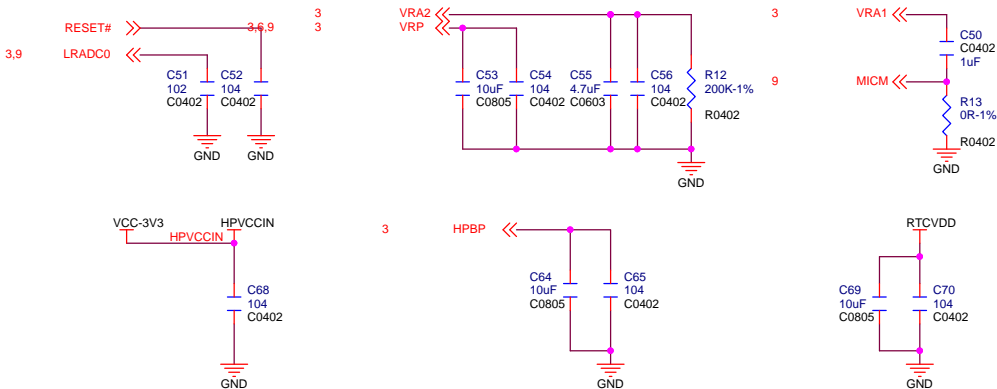 RESET#
3,6,9
3,9
LRADC0
C51
102
C0402
C52
104
C0402
GND
GND
3
VRA2
3
VRP
C53
10uF
C0805
C54
104
C0402
C55
4.7uF
C0603
C56
104
C0402
R12
200K-1%
R0402
GND
3
VRA1
C50
C0402
1uF
9
MICM
R13
0R-1%
R0402
GND
VCC-3V3
HPVCCIN
HPVCCIN
C68
104
C0402
GND
3
HPBP
C64
10uF
C0805
C65
104
C0402
GND
RTCVDD
C69
10uF
C0805
C70
104
C0402
GND